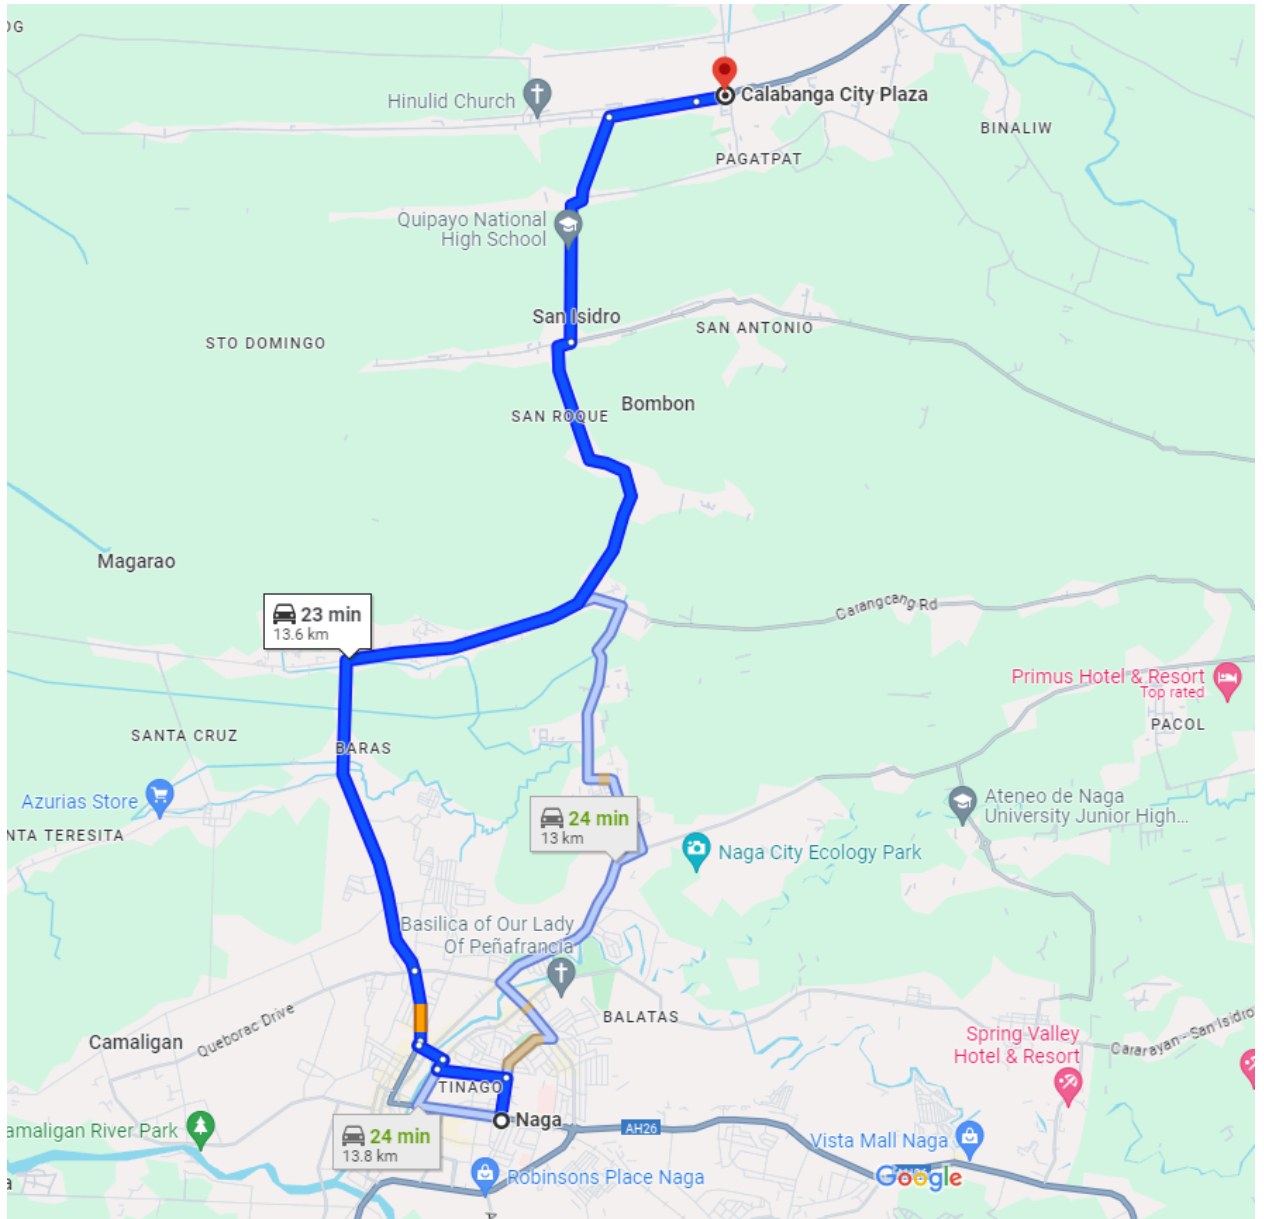 OG
Hinulid Church
Calabanga City Plaza
BINALIW
PAGATPAT
Quipayo National
High School
San Isidro
SAN ANTONIO
STO DOMINGO
Bombon
SAN ROQUE
Magarao
23 min
13.6 km
Carangcang Rd
Primus Hotel & Resort
Top rated
PACOL
SANTA CRUZ
BARAS
Azurias Store
NTA TERESITA
24 min
13 km
Ateneo de Naga
University Junior High...
Naga City Ecology Park
Basilica of Our Lady
Of Peñafrancia
BALATAS
Queborac Drive
Camaligan
Spring Valley
Hotel & Resort
Cararayan - San Isidro
TINAGO
Naga
amaligan River Park
24 min
13.8 km
AH26
Vista Mall Naga
Robinsons Place Naga
Google
a